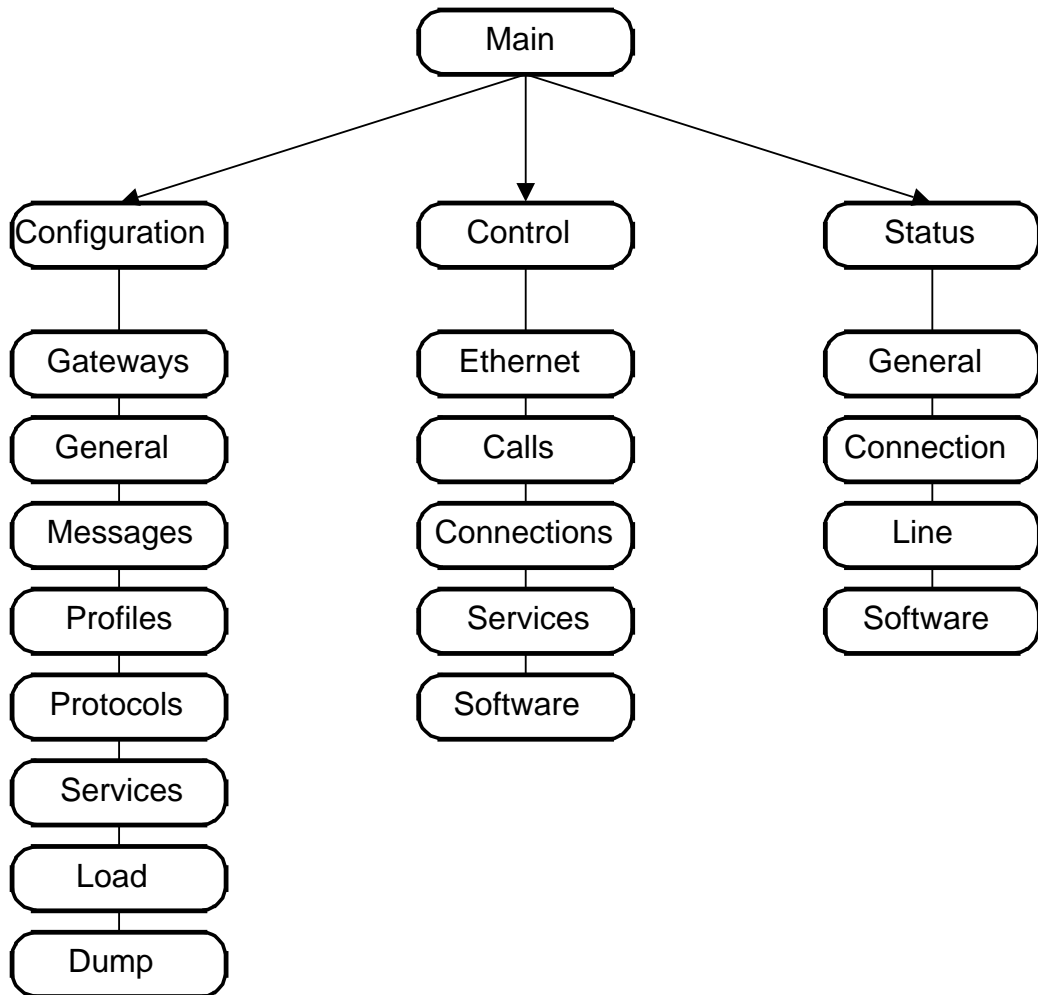 Main
Configuration
Control
Status
Gateways
General
Messages
Profiles
Protocols
Services
Load
Dump
Ethernet
Calls
Connections
Services
Software
General
Connection
Line
Software